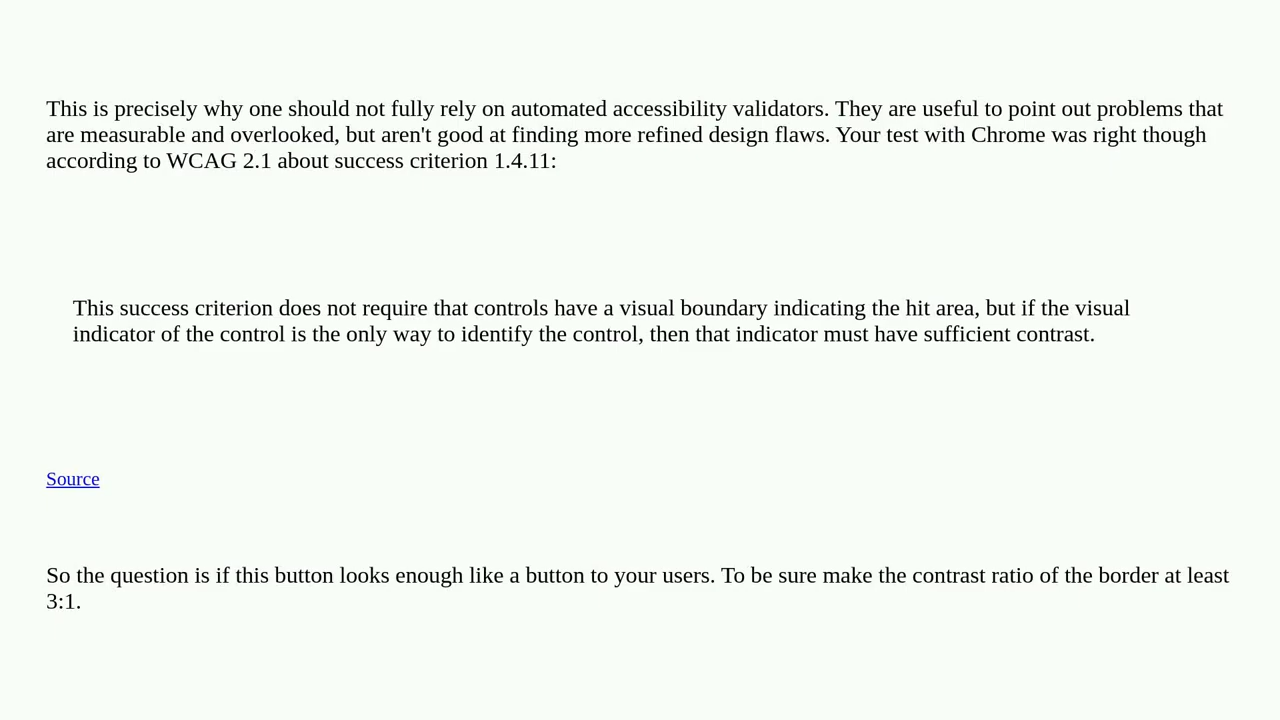 This is precisely why one should not fully rely on automated accessibility validators. They are useful to point out problems that
are measurable and overlooked, but aren't good at finding more refined design flaws. Your test with Chrome was right though
according to WCAG 2.1 about success criterion 1.4.11:
This success criterion does not require that controls have a visual boundary indicating the hit area, but if the visual
indicator of the control is the only way to identify the control, then that indicator must have sufficient contrast.
Source
So the question is if this button looks enough like a button to your users. To be sure make the contrast ratio of the border at least
3:1.